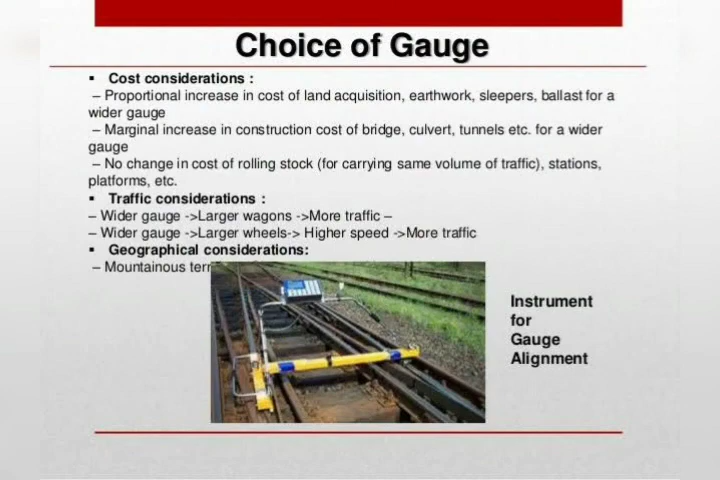 Choice of Gauge
▪ Cost considerations :
– Proportional increase in cost of land acquisition, earthwork, sleepers, ballast for a
wider gauge
– Marginal increase in construction cost of bridge, culvert, tunnels etc. for a wider
gauge
– No change in cost of rolling stock (for carrying same volume of traffic), stations,
platforms, etc.
▪ Traffic considerations :
– Wider gauge ->Larger wagons ->More traffic –
– Wider gauge ->Larger wheels-> Higher speed ->More traffic
▪ Geographical considerations:
– Mountainous
Instrument
for
Gauge
Alignment